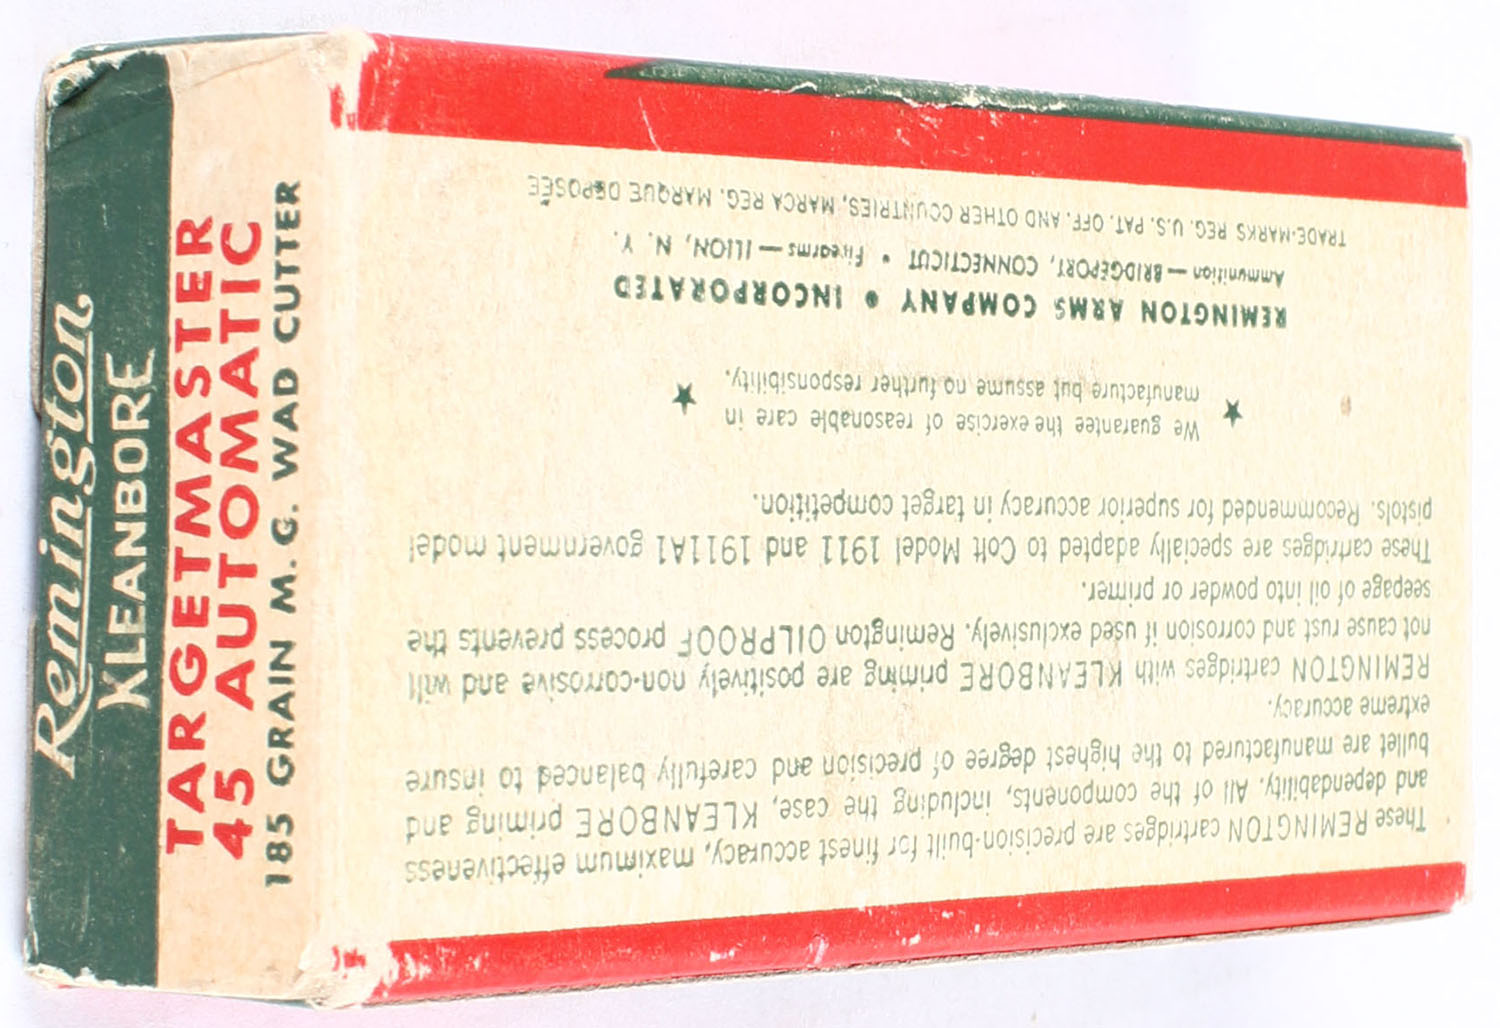 Remington
KLEANBORE
TARGETMASTER
45 AUTOMATIC
185 GRAIN M. C. WAD CUTTER
These REMINGTON cartridges are precision-built for finest accuracy, maximum effectiveness
and dependability. All of the components, including the case, KLEANBORE priming and
bullet are manufactured to the highest degree of precision and carefully balanced to insure
extreme accuracy.
REMINGTON cartridges with KLEANBORE priming are positively non-corrosive and will
not cause rust and corrosion if used exclusively. Remington OILPROOF process prevents the
seepage of oil into powder or primer.
These cartridges are specially adapted to Colt Model 1911 and 1911A1 government model
pistols. Recommended for superior accuracy in target competition.
★ We guarantee the exercise of reasonable care in
manufacture but assume no further responsibility. ★
REMINGTON ARMS COMPANY • INCORPORATED
Ammunition — BRIDGEPORT, CONNECTICUT • Firearms — ILION, N. Y.
TRADE-MARKS REG. U.S. PAT. OFF. AND OTHER COUNTRIES, MARCA REG. MARQUE DEPOSÉE